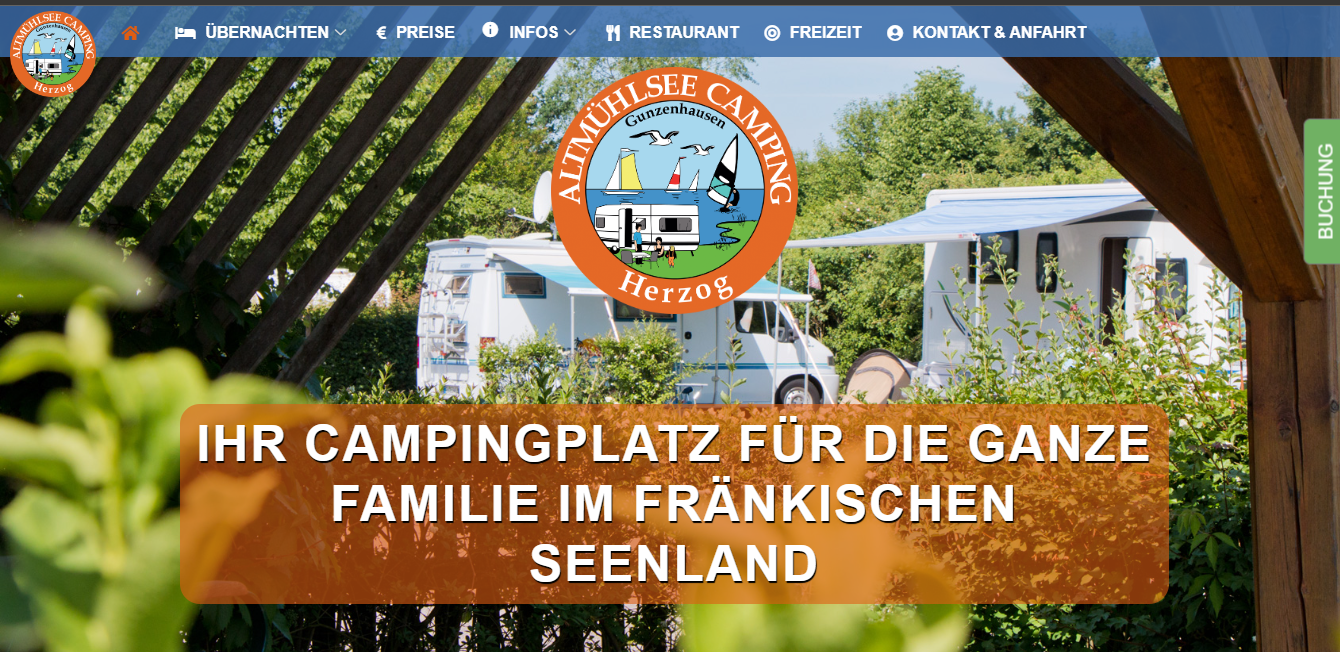 ALTMÜHLSEE CAMPING
Gunzenhausen
Herzog
ÜBERNACHTEN
€ PREISE
INFOS
RESTAURANT
FREIZEIT
KONTAKT & ANFAHRT
ALTMÜHLSEE CAMPING
Gunzenhausen
Herzog
BUCHUNG
IHR CAMPINGPLATZ FÜR DIE GANZE
FAMILIE IM FRÄNKISCHEN
SEENLAND